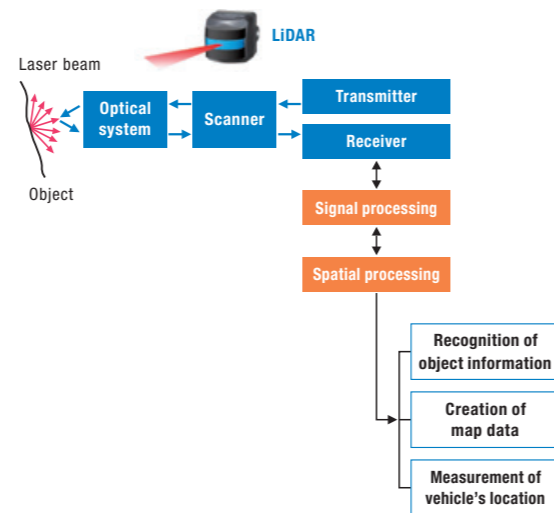 LiDAR
Laser beam
Optical
system
Scanner
Transmitter
Receiver
Object
Signal processing
Spatial processing
Recognition of
object information
Creation of
map data
Measurement of
vehicle's location